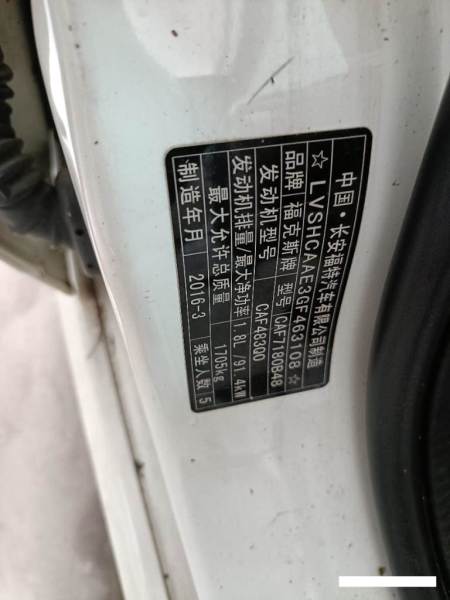 中国·长安福特汽车有限公司制造
☆ LVSHCAAE3GF463108 ☆
品牌 福克斯牌 型号 CAF7180B48
发动机型号 CAF483Q0
发动机排量/最大净功率 1.8L /91.4kW
最大允许总质量 1705kg
制造年月 2016-3 乘坐人数 5